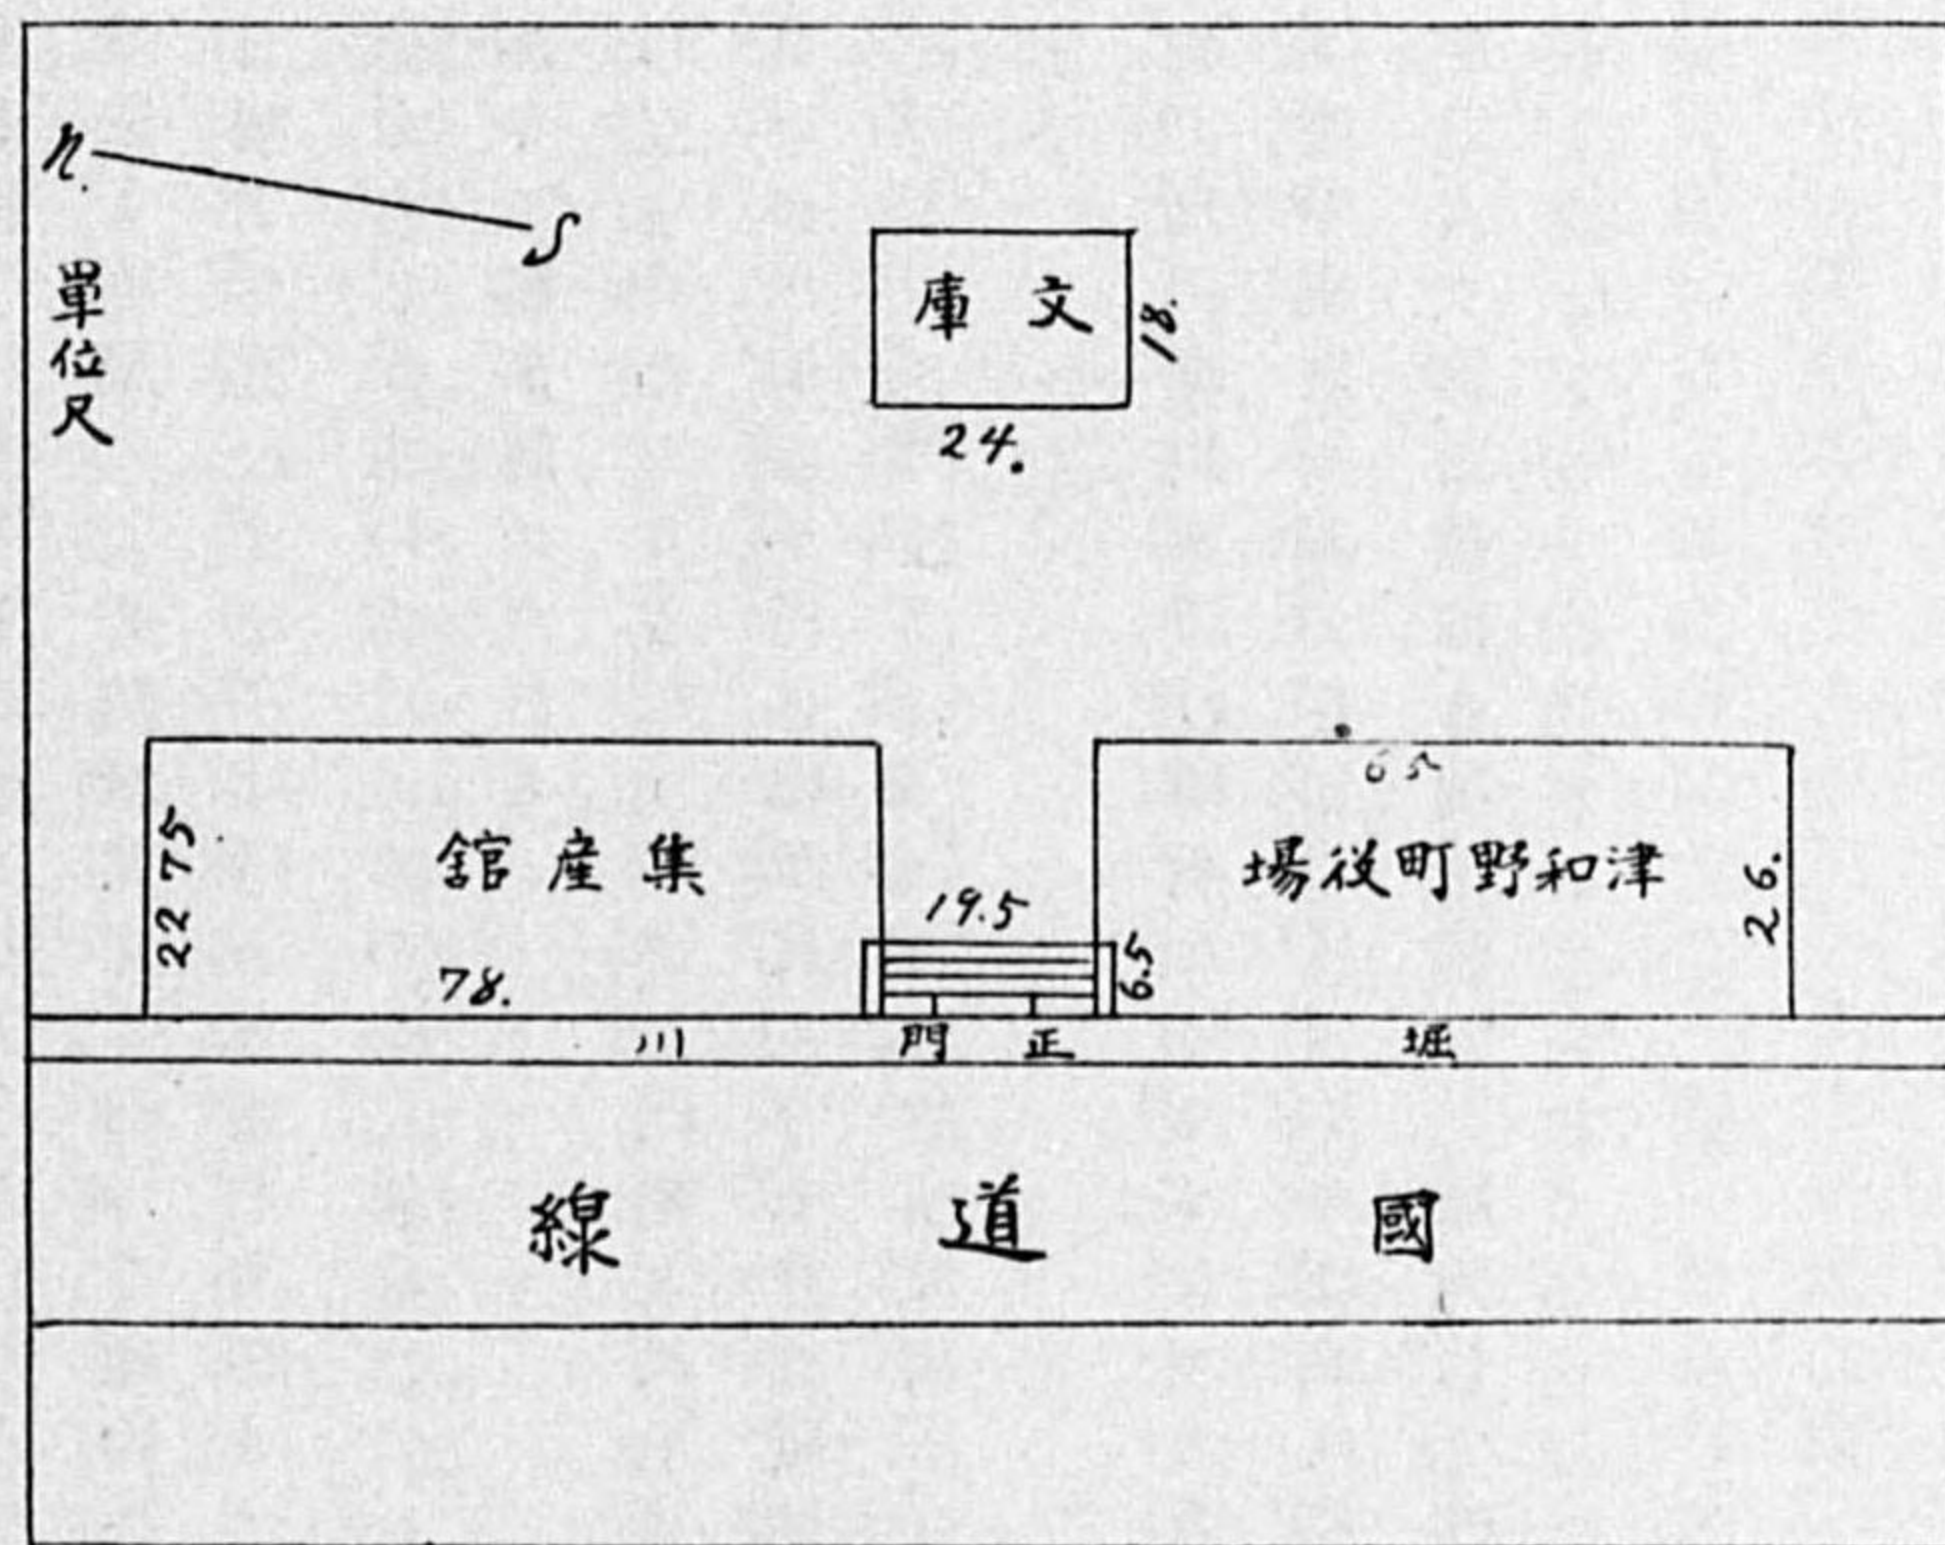 n.
S
單位尺
文庫
18.
24.
集産館
22 75
78.
19.5
6.5
津和野町役場
65
26.
正門
堀川
國道線